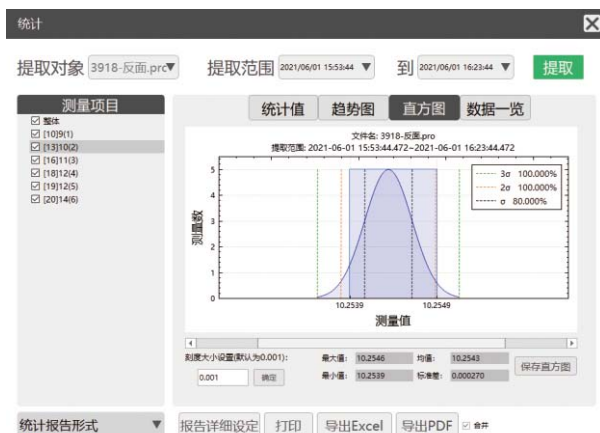 统计
提取对象 3918-反面.prc 提取范围 2021/06/01 15:53:44 到 2021/06/01 16:23:44 提取
测量项目
整体
[10]9(1)
[13]10(2)
[16]11(3)
[18]12(4)
[19]12(5)
[20]14(6)
统计值 趋势图 直方图 数据一览
文件名: 3918-反面.pro
提取范围: 2021-06-01 15:53:44.472~2021-06-01 16:23:44.472
3σ 100.000%
2σ 100.000%
σ 80.000%
测量数
5
4
3
2
1
0
10.2539 10.2549
测量值
刻度大小设置(默认为0.001):
0.001 确定
最大值: 10.2546 均值: 10.2543
最小值: 10.2539 标准差: 0.000270
保存直方图
统计报告形式 报告详细设定 打印 导出Excel 导出PDF 合并